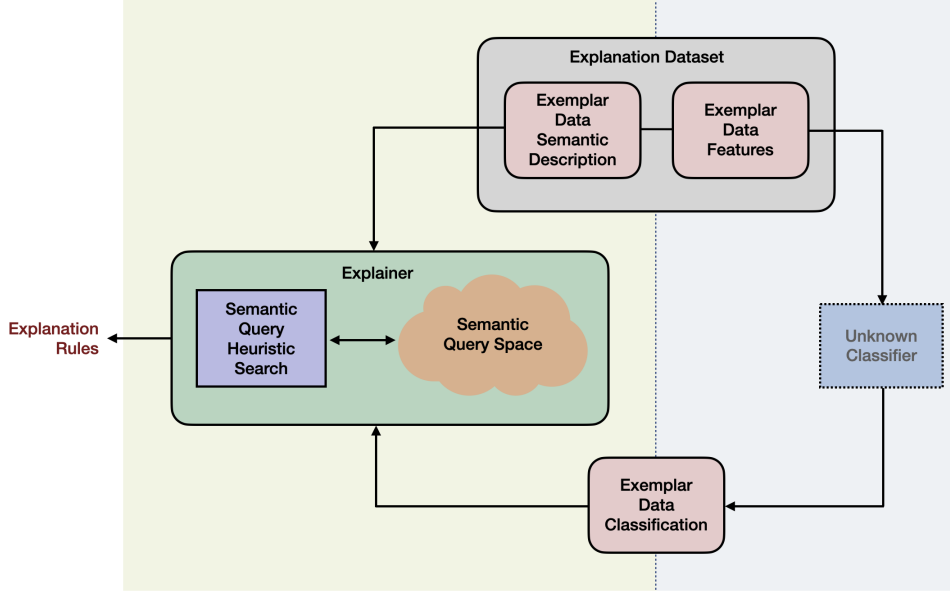 Explanation Dataset
Exemplar
Data
Semantic
Description
Exemplar
Data
Features
Explainer
Semantic
Query
Heuristic
Search
Semantic
Query Space
Explanation
Rules
Unknown
Classifier
Exemplar
Data
Classification